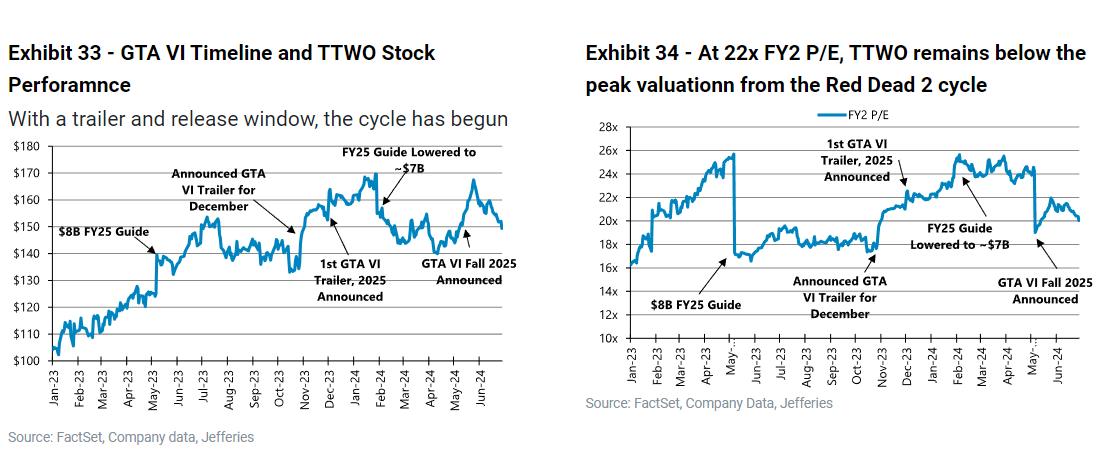 Exhibit 33 - GTA VI Timeline and TTWO Stock
Perforamnce
With a trailer and release window, the cycle has begun
$180
$170
$160
$150
$140
$130
$120
$110
$100
$8B FY25 Guide
Announced GTA
VI Trailer for
December
FY25 Guide Lowered to
~$7B
1st GTA VI
Trailer, 2025
Announced
GTA VI Fall 2025
Announced
Jan-23
Feb-23
Mar-23
Apr-23
May-23
Jun-23
Jul-23
Aug-23
Sep-23
Oct-23
Nov-23
Dec-23
Jan-24
Feb-24
Mar-24
Apr-24
May-24
Jun-24
Source: FactSet, Company data, Jefferies
Exhibit 34 - At 22x FY2 P/E, TTWO remains below the
peak valuationn from the Red Dead 2 cycle
FY2 P/E
28x
26x
24x
22x
20x
18x
16x
14x
12x
10x
1st GTA VI
Trailer, 2025
Announced
FY25 Guide
Lowered to ~$7B
$8B FY25 Guide
Announced GTA
VI Trailer for
December
GTA VI Fall 2025
Announced
Jan-23
Feb-23
Mar-23
Apr-23
May-...
Jun-23
Jul-23
Aug-23
Sep-23
Oct-23
Nov-23
Dec-23
Jan-24
Feb-24
Mar-24
Apr-24
May-...
Jun-24
Source: FactSet, Company Data, Jefferies